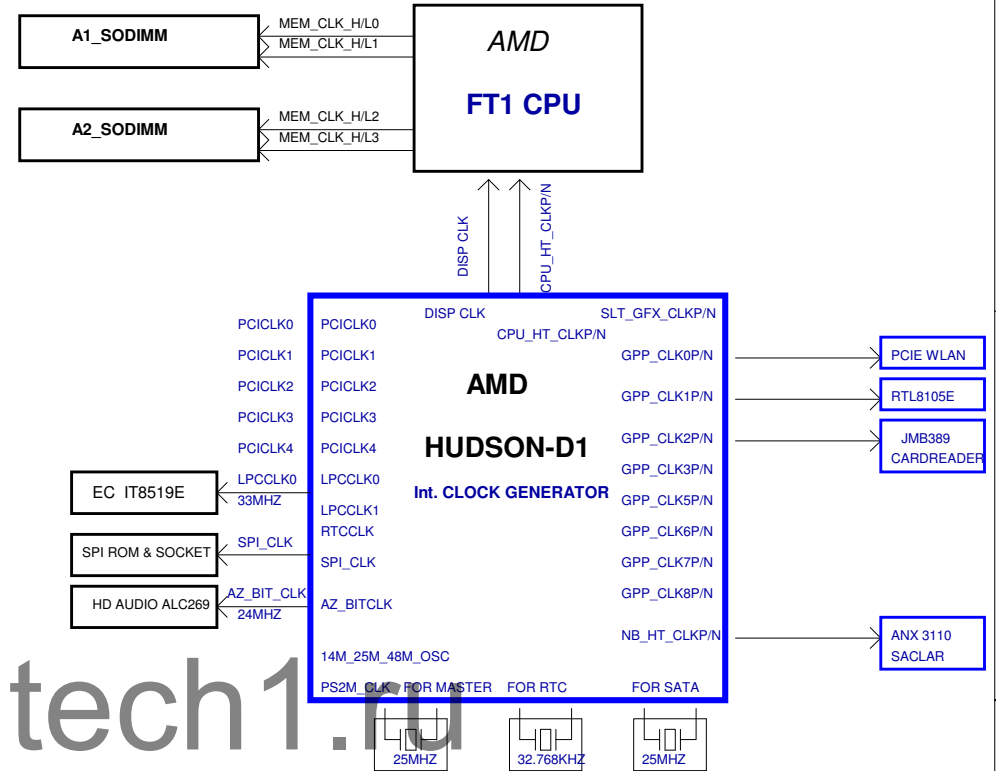 A1_SODIMM
MEM_CLK_H/L0
MEM_CLK_H/L1
AMD
FT1 CPU
A2_SODIMM
MEM_CLK_H/L2
MEM_CLK_H/L3
DISP CLK
CPU_HT_CLKP/N
DISP CLK
SLT_GFX_CLKP/N
CPU_HT_CLKP/N
AMD
HUDSON-D1
Int. CLOCK GENERATOR
PCICLK0
PCICLK0
PCICLK1
PCICLK1
PCICLK2
PCICLK2
PCICLK3
PCICLK3
PCICLK4
PCICLK4
EC IT8519E
LPCCLK0
33MHZ
LPCCLK0
LPCCLK1
RTCCLK
SPI ROM & SOCKET
SPI_CLK
SPI_CLK
HD AUDIO ALC269
AZ_BIT_CLK
24MHZ
AZ_BITCLK
14M_25M_48M_OSC
PS2M_CLK
FOR MASTER
FOR RTC
FOR SATA
GPP_CLK0P/N
PCIE WLAN
GPP_CLK1P/N
RTL8105E
GPP_CLK2P/N
JMB389
CARDREADER
GPP_CLK3P/N
GPP_CLK5P/N
GPP_CLK6P/N
GPP_CLK7P/N
GPP_CLK8P/N
NB_HT_CLKP/N
ANX 3110
SACLAR
25MHZ
32.768KHZ
25MHZ
tech1.ru